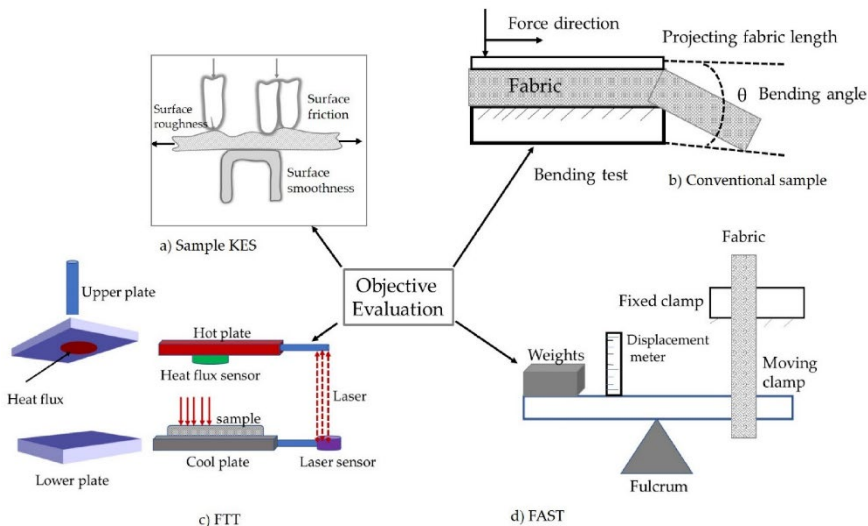 Surface
roughness
Surface
friction
Surface
smoothness
a) Sample KES
Force direction
Projecting fabric length
Fabric
θ Bending angle
Bending test
b) Conventional sample
Objective
Evaluation
Upper plate
Heat flux
Lower plate
Hot plate
Heat flux sensor
Laser
sample
Cool plate
Laser sensor
c) FTT
Fabric
Fixed clamp
Weights
Displacement
meter
Moving
clamp
Fulcrum
d) FAST